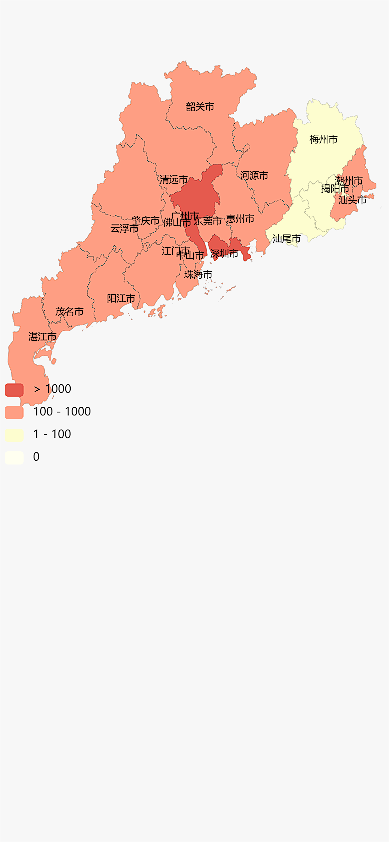 韶关市
梅州市
河源市
清远市
潮州市
揭阳市
汕头市
广州市
惠州市
肇庆市
佛山市
东莞市
云浮市
汕尾市
江门市
中山市
深圳市
珠海市
阳江市
茂名市
湛江市
> 1000
100 - 1000
1 - 100
0